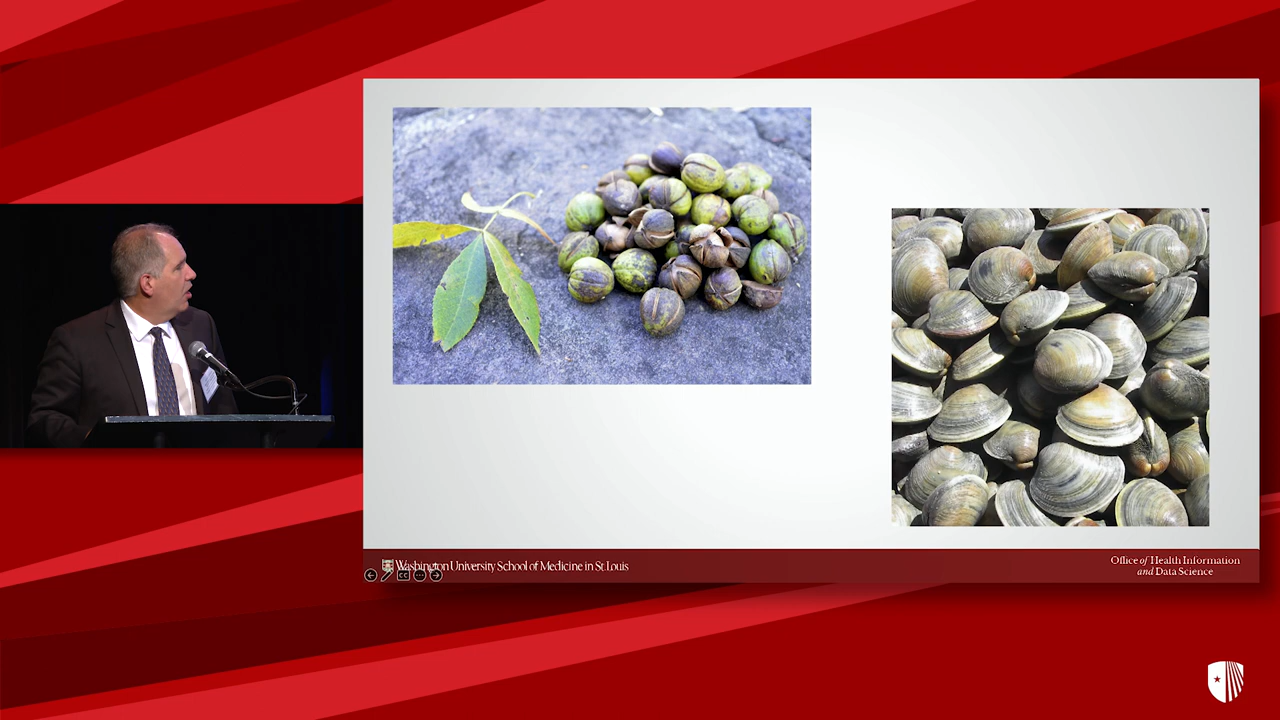 Washington University School of Medicine in St. Louis
Office of Health Information
and Data Science